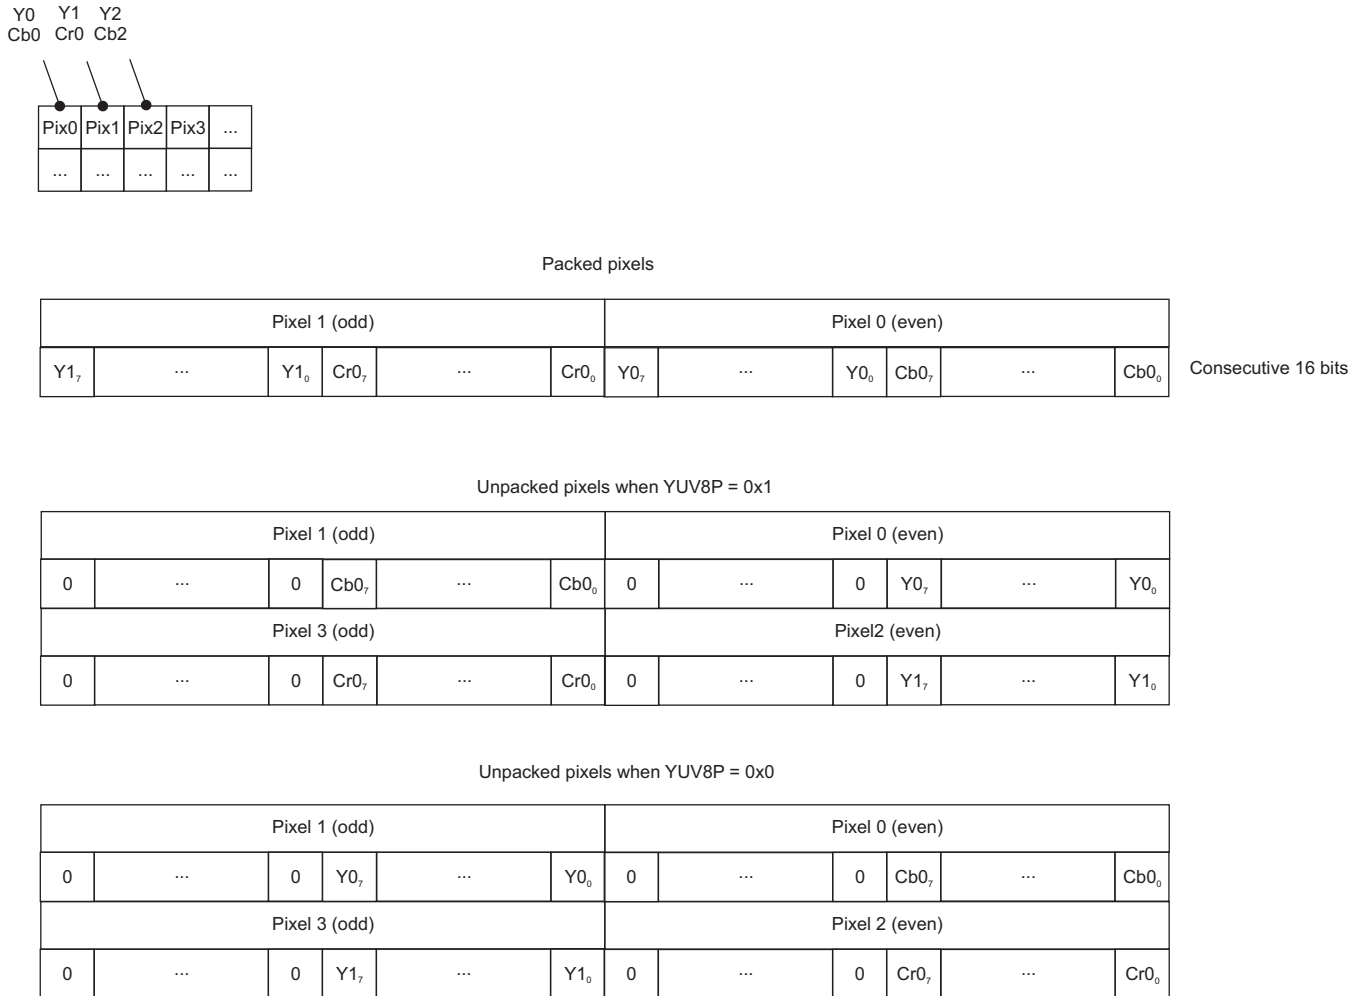 Y0 Y1 Y2
Cb0 Cr0 Cb2
Pix0 Pix1 Pix2 Pix3 ...
... ... ... ... ...
Packed pixels
Pixel 1 (odd) Pixel 0 (even)
Y1₇ ... Y1₀ Cr0₇ ... Cr0₀ Y0₇ ... Y0₀ Cb0₇ ... Cb0₀ Consecutive 16 bits
Unpacked pixels when YUV8P = 0x1
Pixel 1 (odd) Pixel 0 (even)
0 ... 0 Cb0₇ ... Cb0₀ 0 ... 0 Y0₇ ... Y0₀
Pixel 3 (odd) Pixel2 (even)
0 ... 0 Cr0₇ ... Cr0₀ 0 ... 0 Y1₇ ... Y1₀
Unpacked pixels when YUV8P = 0x0
Pixel 1 (odd) Pixel 0 (even)
0 ... 0 Y0₇ ... Y0₀ 0 ... 0 Cb0₇ ... Cb0₀
Pixel 3 (odd) Pixel 2 (even)
0 ... 0 Y1₇ ... Y1₀ 0 ... 0 Cr0₇ ... Cr0₀